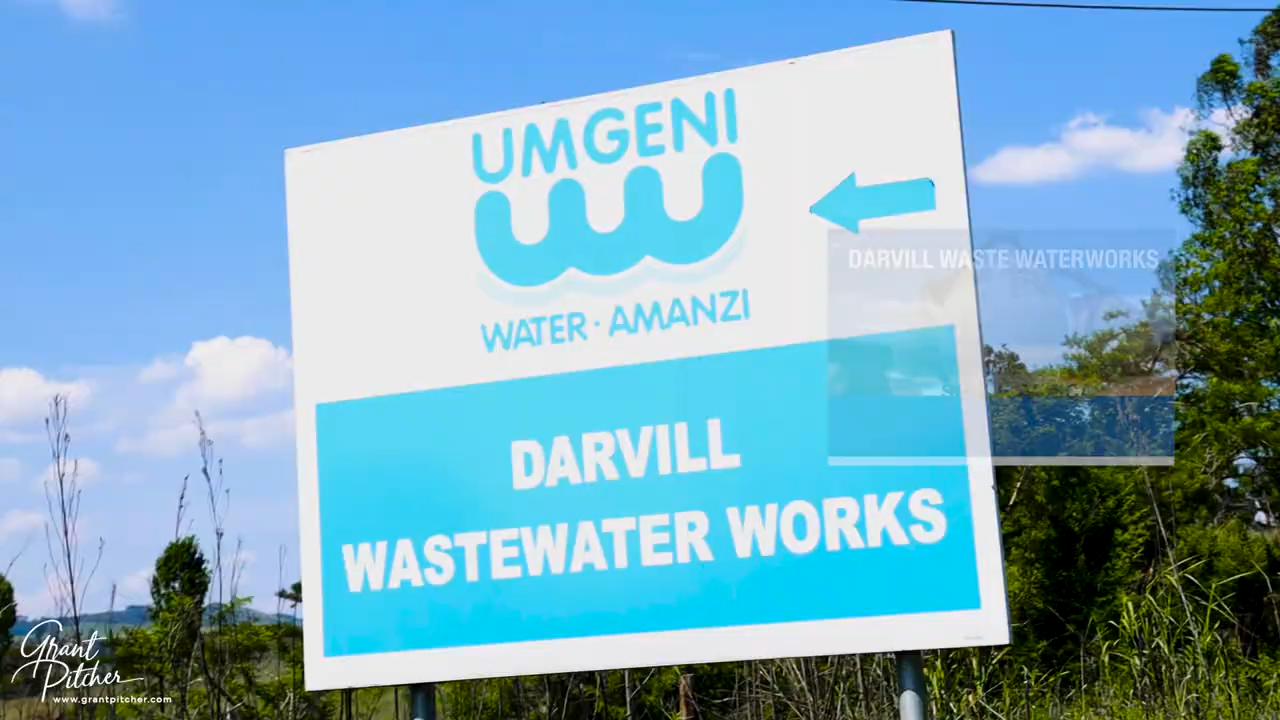 UMGENI
WATER · AMANZI
DARVILL WASTE WATERWORKS
DARVILL
WASTEWATER WORKS
Grant
Pitcher
www.grantpitcher.com